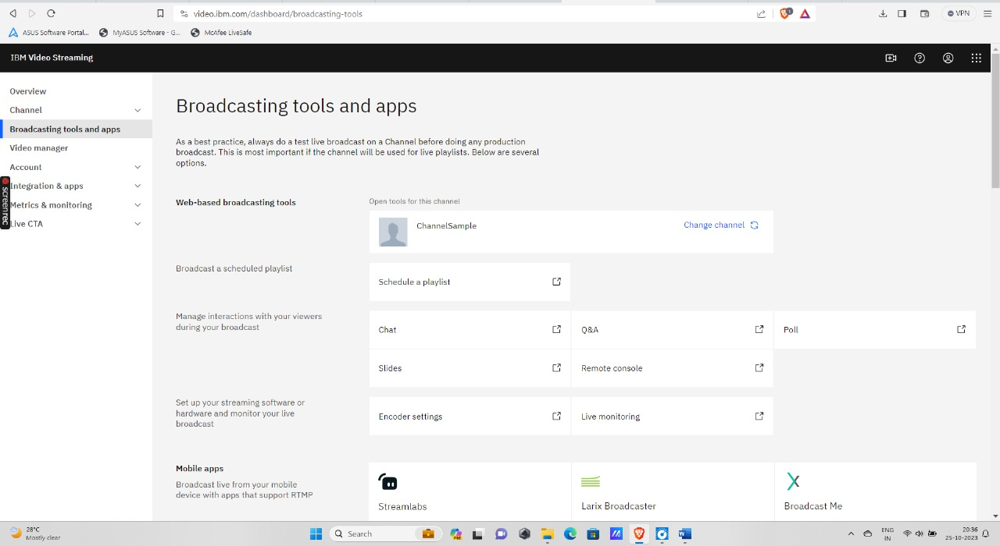 video.ibm.com/dashboard/broadcasting-tools
1
VPN
ASUS Software Portal...
MyASUS Software - G...
McAfee LiveSafe
IBM Video Streaming
Overview
Channel
Broadcasting tools and apps
Video manager
Account
Integration & apps
Metrics & monitoring
Live CTA
screenrec
Broadcasting tools and apps
As a best practice, always do a test live broadcast on a Channel before doing any production
broadcast. This is most important if the channel will be used for live playlists. Below are several
options.
Web-based broadcasting tools
Open tools for this channel
ChannelSample
Change channel
Broadcast a scheduled playlist
Schedule a playlist
Manage interactions with your viewers
during your broadcast
Chat
Q&A
Poll
Slides
Remote console
Set up your streaming software or
hardware and monitor your live
broadcast
Encoder settings
Live monitoring
Mobile apps
Broadcast live from your mobile
device with apps that support RTMP
Streamlabs
Larix Broadcaster
Broadcast Me
28°C
Mostly clear
Search
ENG
IN
20:36
25-10-2023